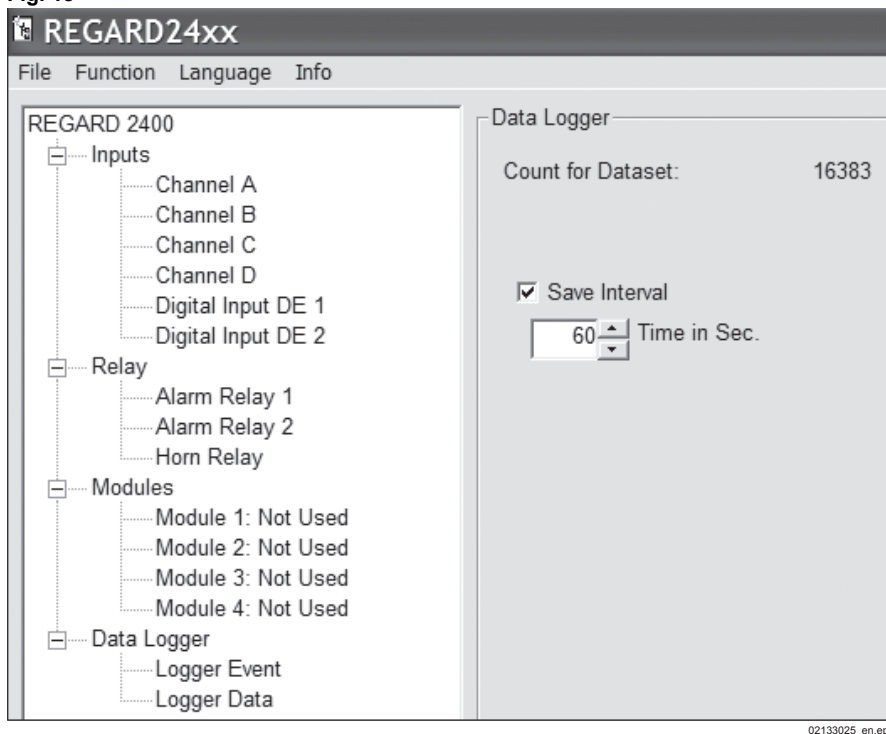 REGARD24xx
File Function Language Info
REGARD 2400
Inputs
Channel A
Channel B
Channel C
Channel D
Digital Input DE 1
Digital Input DE 2
Relay
Alarm Relay 1
Alarm Relay 2
Horn Relay
Modules
Module 1: Not Used
Module 2: Not Used
Module 3: Not Used
Module 4: Not Used
Data Logger
Logger Event
Logger Data
Data Logger
Count for Dataset: 16383
Save Interval
60 Time in Sec.